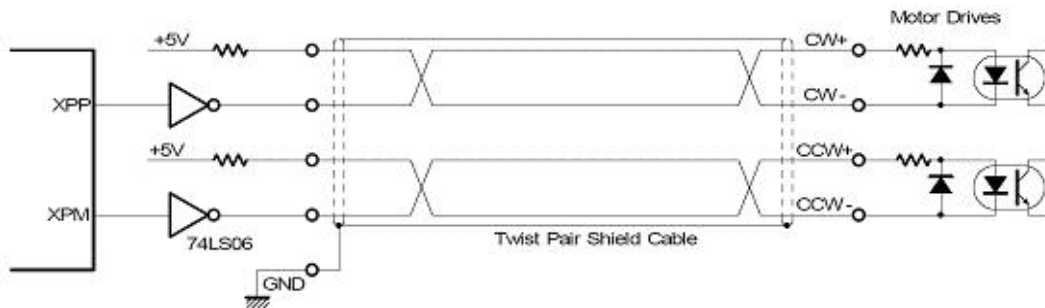 Motor Drives
+5V
CW+
XPP
CW-
+5V
CCW+
XPM
CCW-
74LS06
Twist Pair Shield Cable
GND